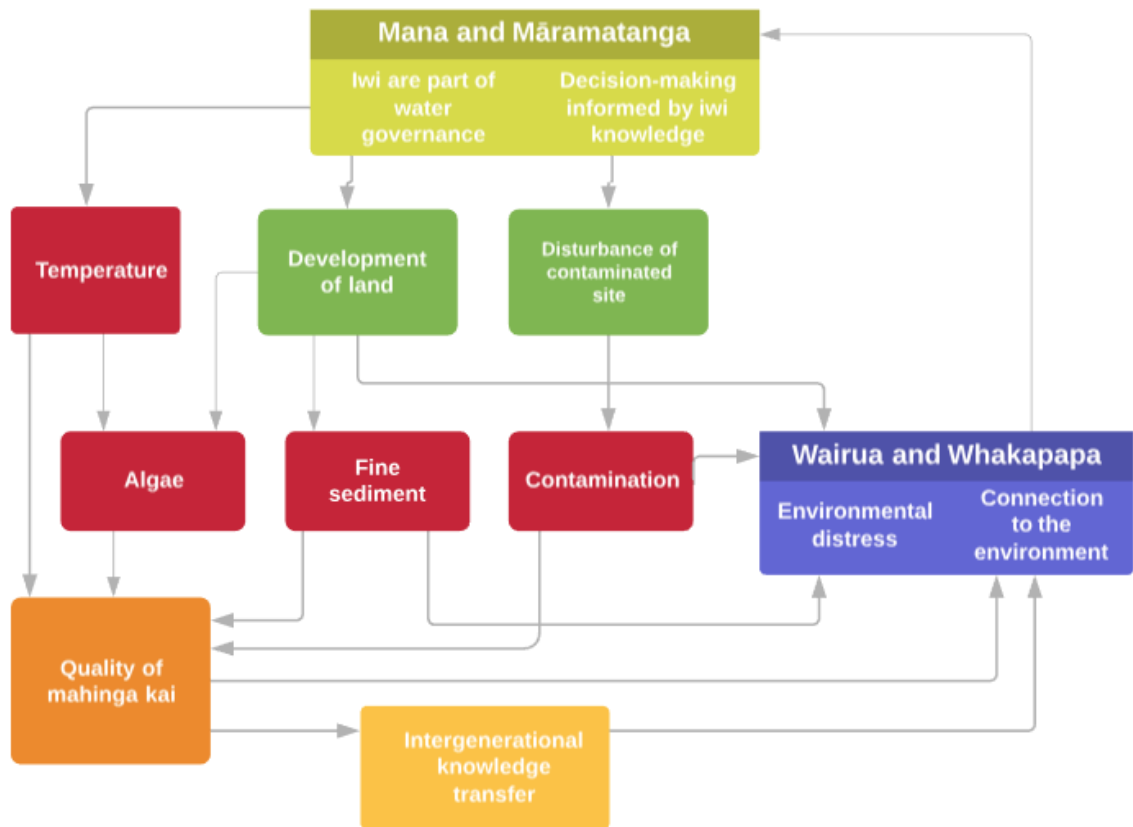 Mana and Māramatanga
Iwi are part of
water
governance
Decision-making
informed by iwi
knowledge
Temperature
Development
of land
Disturbance of
contaminated
site
Algae
Fine
sediment
Contamination
Wairua and Whakapapa
Environmental
distress
Connection
to the
environment
Quality of
mahinga kai
Intergenerational
knowledge
transfer